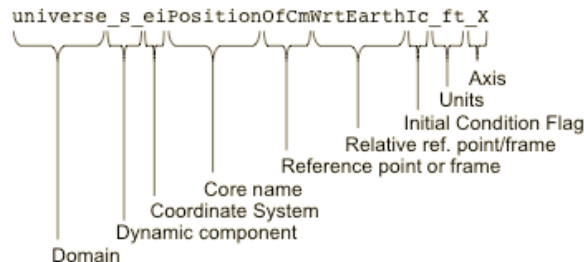 universe_s_eiPositionOfCmWrtEarthIc_ft_X
Axis
Units
Initial Condition Flag
Relative ref. point/frame
Reference point or frame
Core name
Coordinate System
Dynamic component
Domain